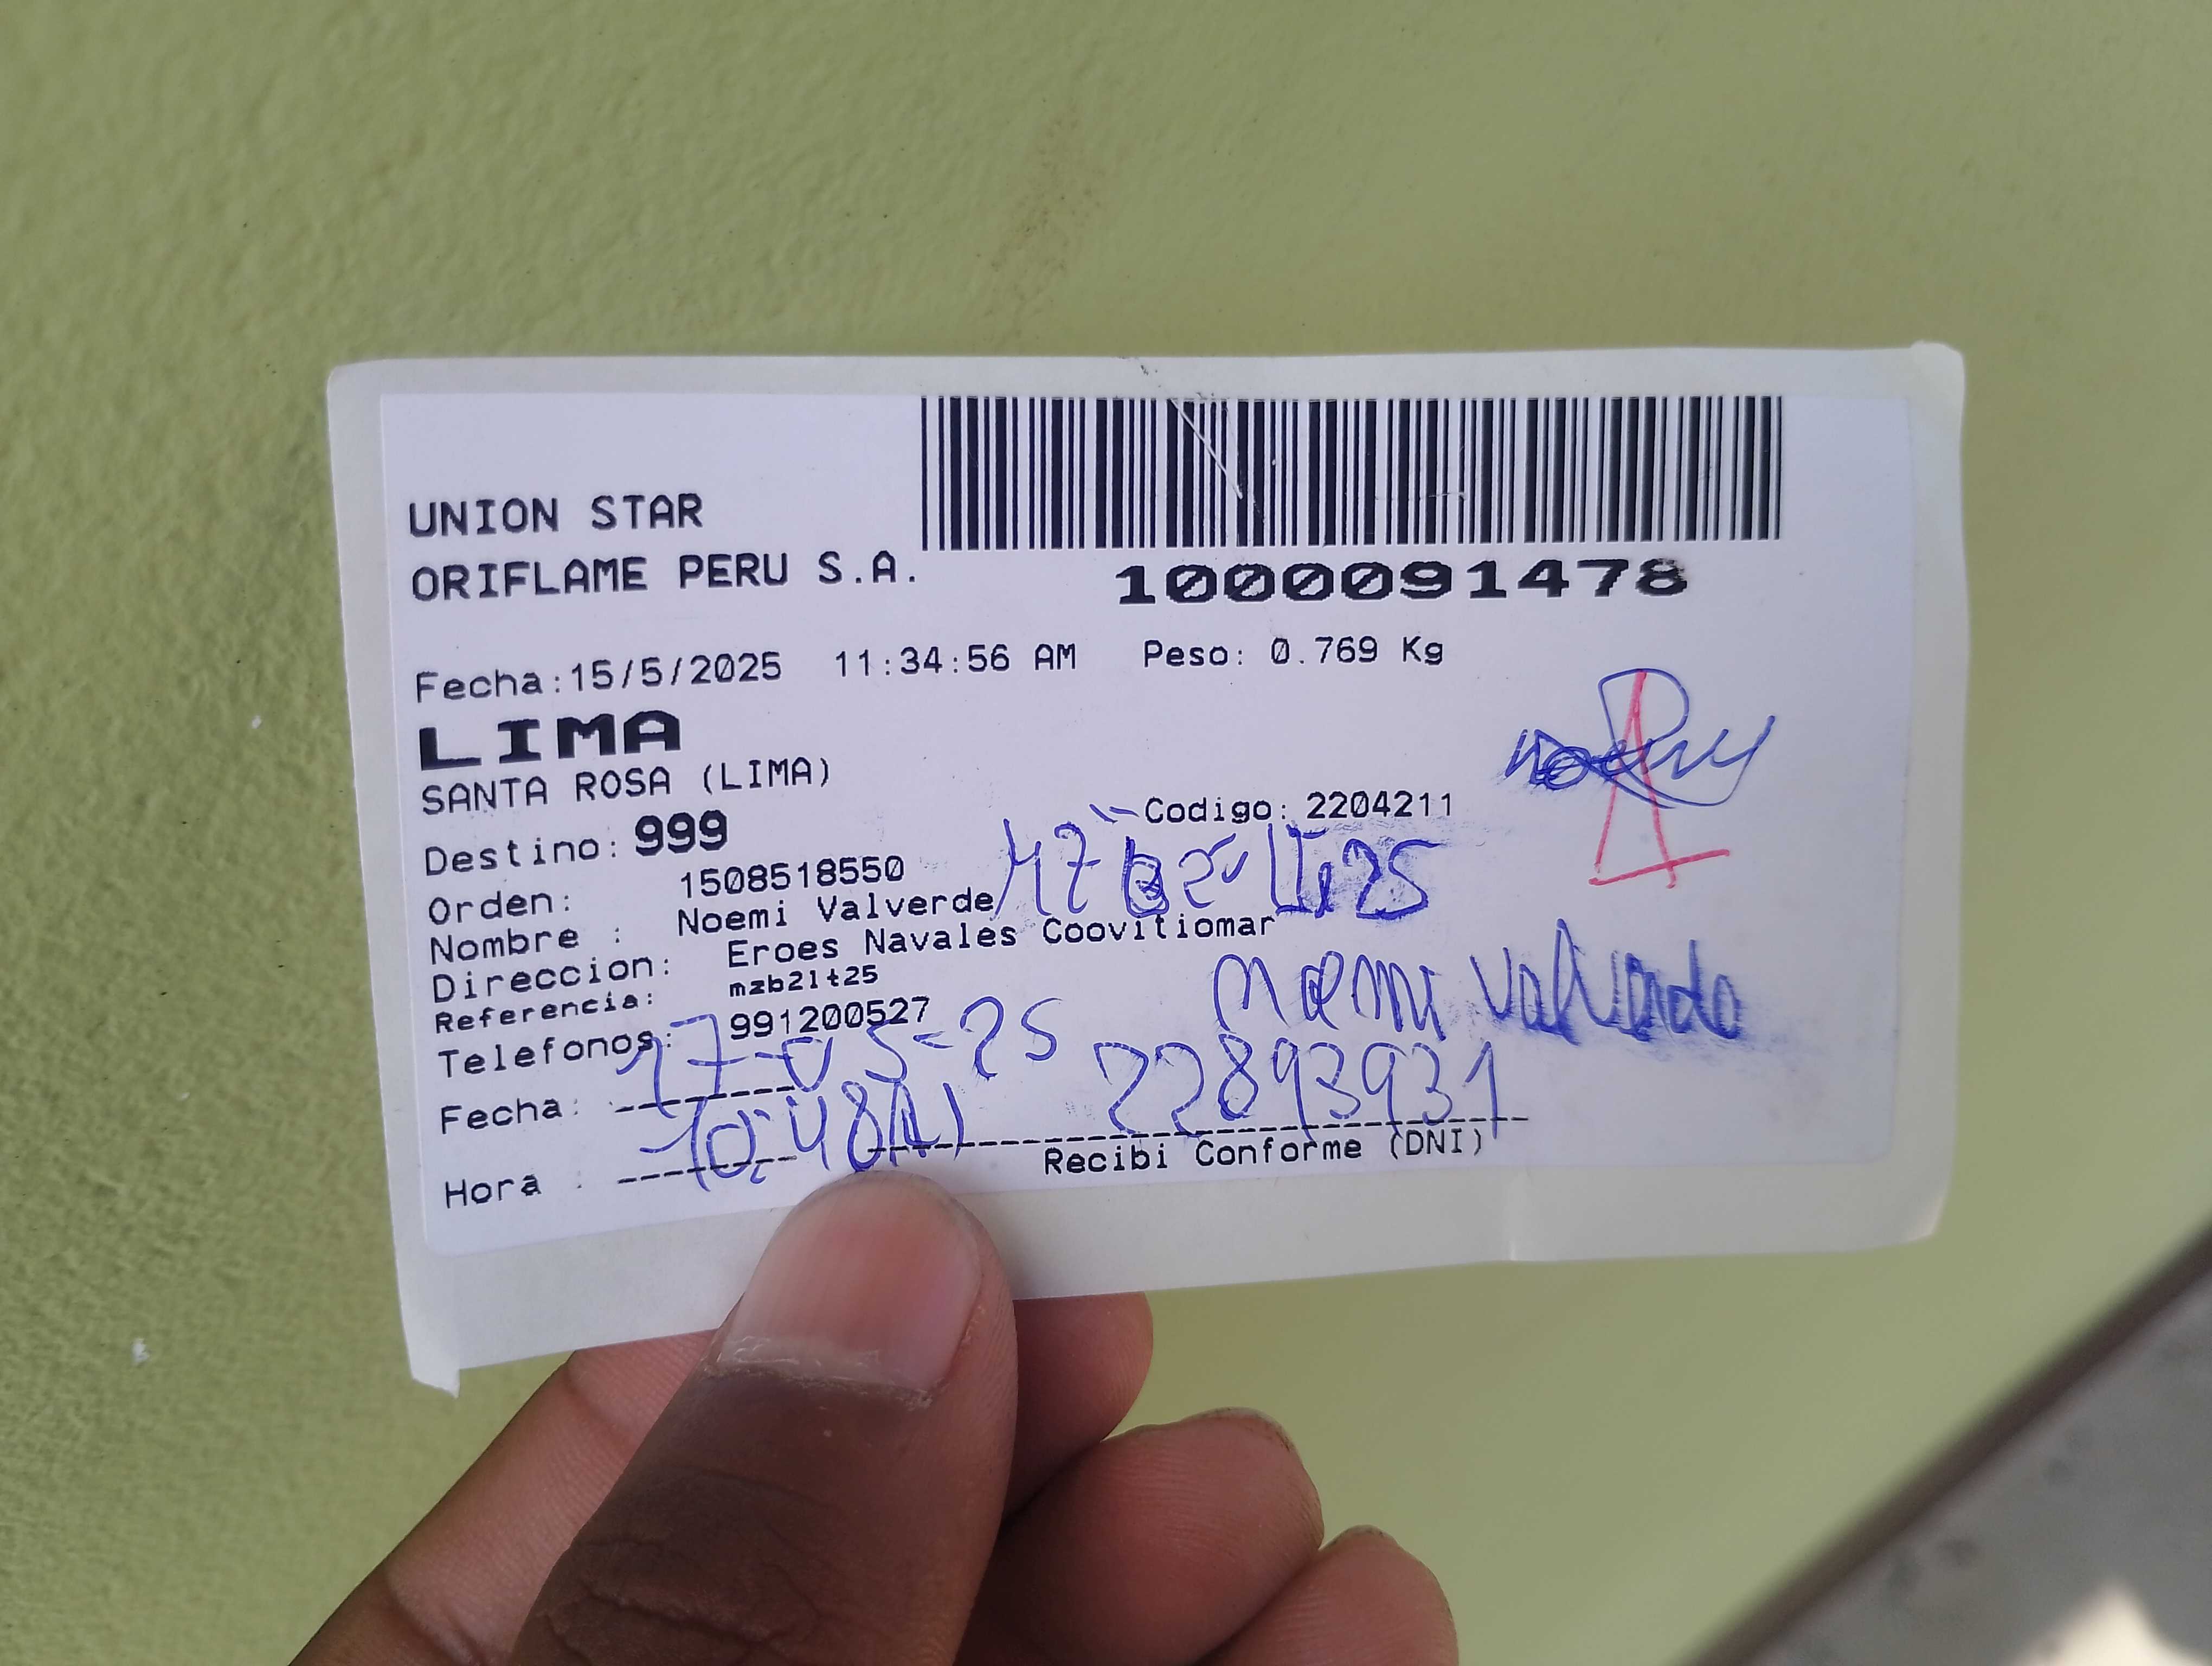 UNION STAR
ORIFLAME PERU S.A.
1000091478
Fecha:15/5/2025 11:34:56 AM Peso: 0.769 Kg
LIMA
SANTA ROSA (LIMA)
Destino: 999
Codigo: 2204211
Orden: 1508518550
Nombre : Noemi Valverde
Direccion: Eroes Navales Coovitiomar
Referencia: mzb2lt25
Telefonos: 991200527
Noemi Valverde
Fecha: 17-05-25
22893931
Hora : 10:48
Recibi Conforme (DNI)